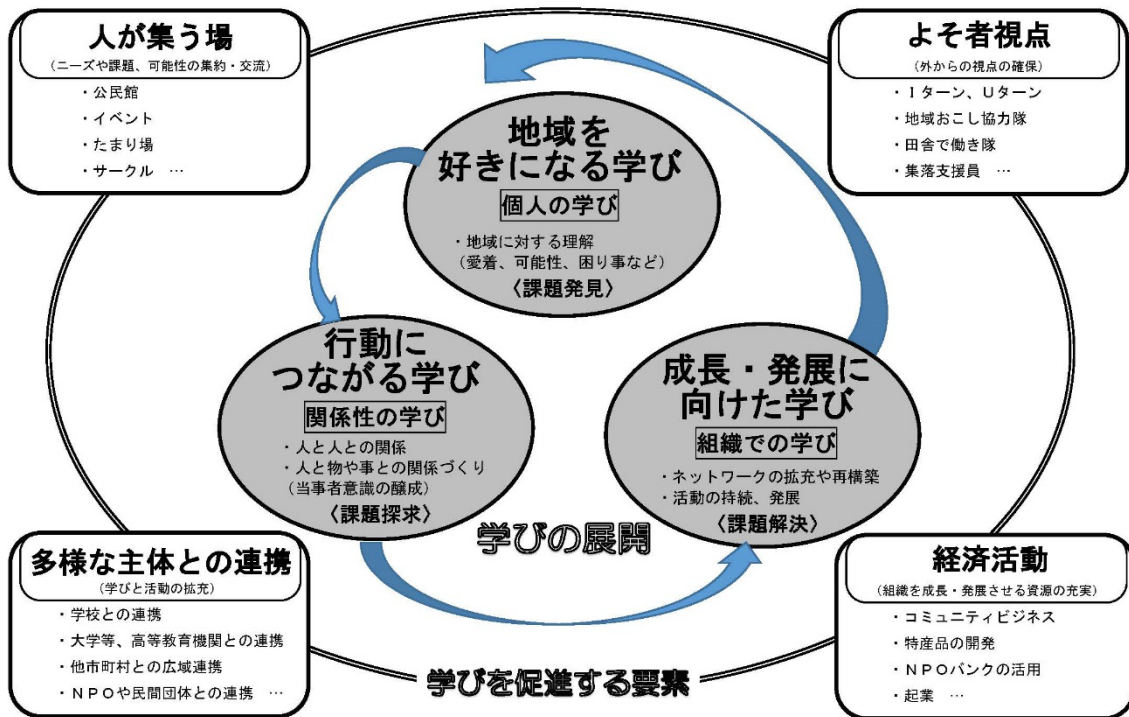 人が集う場
(ニーズや課題、可能性の集約・交流)
・公民館
・イベント
・たまり場
・サークル …
よそ者視点
(外からの視点の確保)
・Ｉターン、Ｕターン
・地域おこし協力隊
・田舎で働き隊
・集落支援員 …
地域を
好きになる学び
個人の学び
・地域に対する理解
(愛着、可能性、困り事など)
〈課題発見〉
行動に
つながる学び
関係性の学び
・人と人との関係
・人と物や事との関係づくり
(当事者意識の醸成)
〈課題探求〉
成長・発展に
向けた学び
組織での学び
・ネットワークの拡充や再構築
・活動の持続、発展
〈課題解決〉
学びの展開
多様な主体との連携
(学びと活動の拡充)
・学校との連携
・大学等、高等教育機関との連携
・他市町村との広域連携
・ＮＰＯや民間団体との連携 …
経済活動
(組織を成長・発展させる資源の充実)
・コミュニティビジネス
・特産品の開発
・ＮＰＯバンクの活用
・起業 …
学びを促進する要素